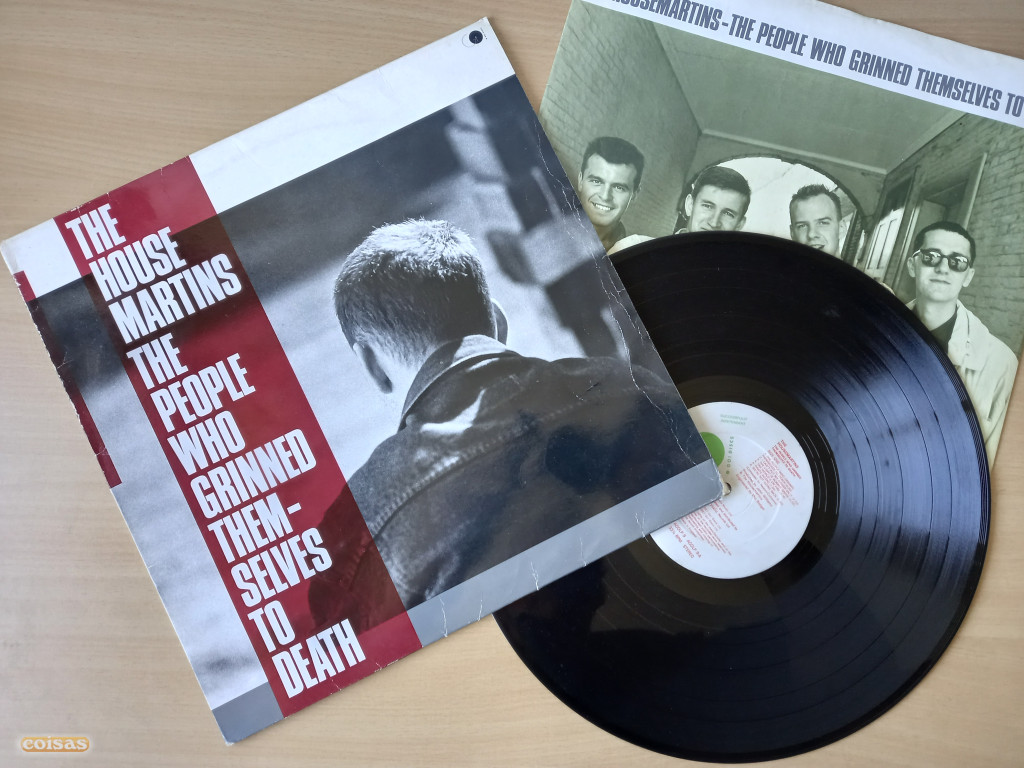 THE
HOUSE
MARTINS
THE
PEOPLE
WHO
GRINNED
THEM-
SELVES
TO
DEATH
HOUSEMARTINS-THE PEOPLE WHO GRINNED THEMSELVES TO
coisas